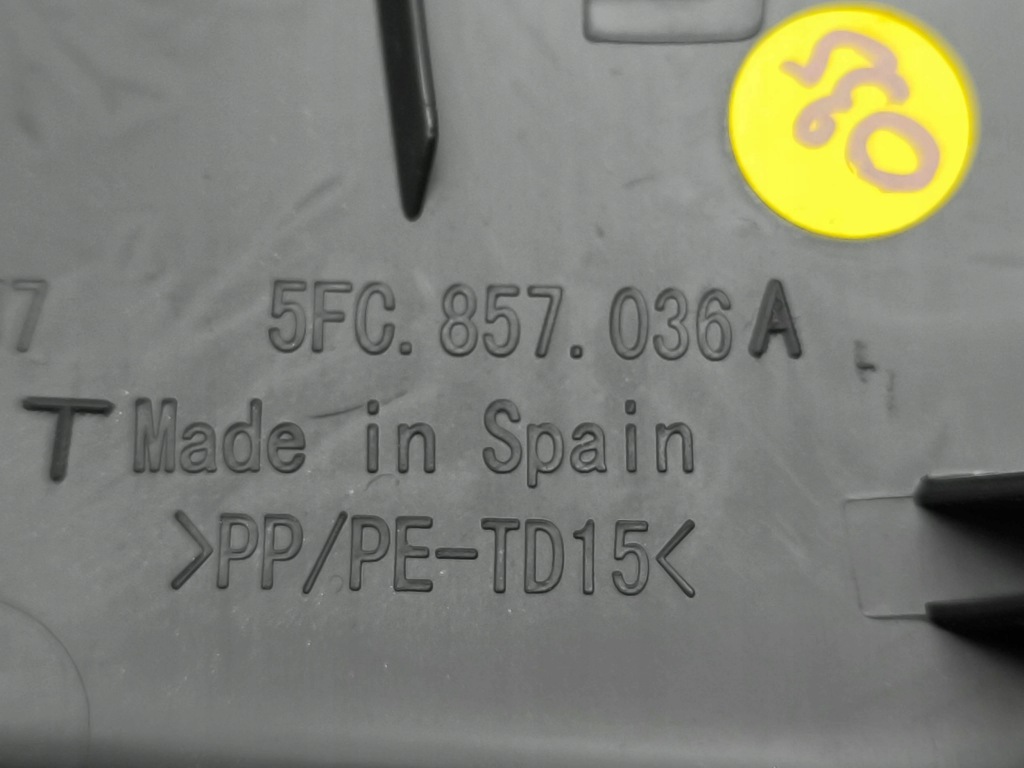 5FC.857.036 A
T Made in Spain
>PP/PE-TD15<